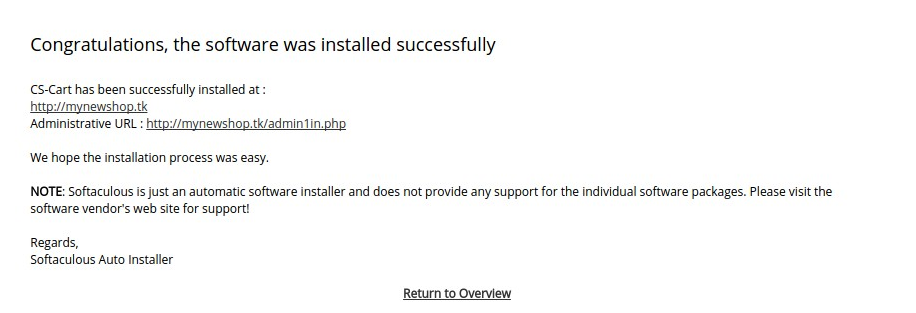 Congratulations, the software was installed successfully
CS-Cart has been successfully installed at :
http://mynewshop.tk
Administrative URL : http://mynewshop.tk/admin1in.php
We hope the installation process was easy.
NOTE: Softaculous is just an automatic software installer and does not provide any support for the individual software packages. Please visit the
software vendor's web site for support!
Regards,
Softaculous Auto Installer
Return to Overview